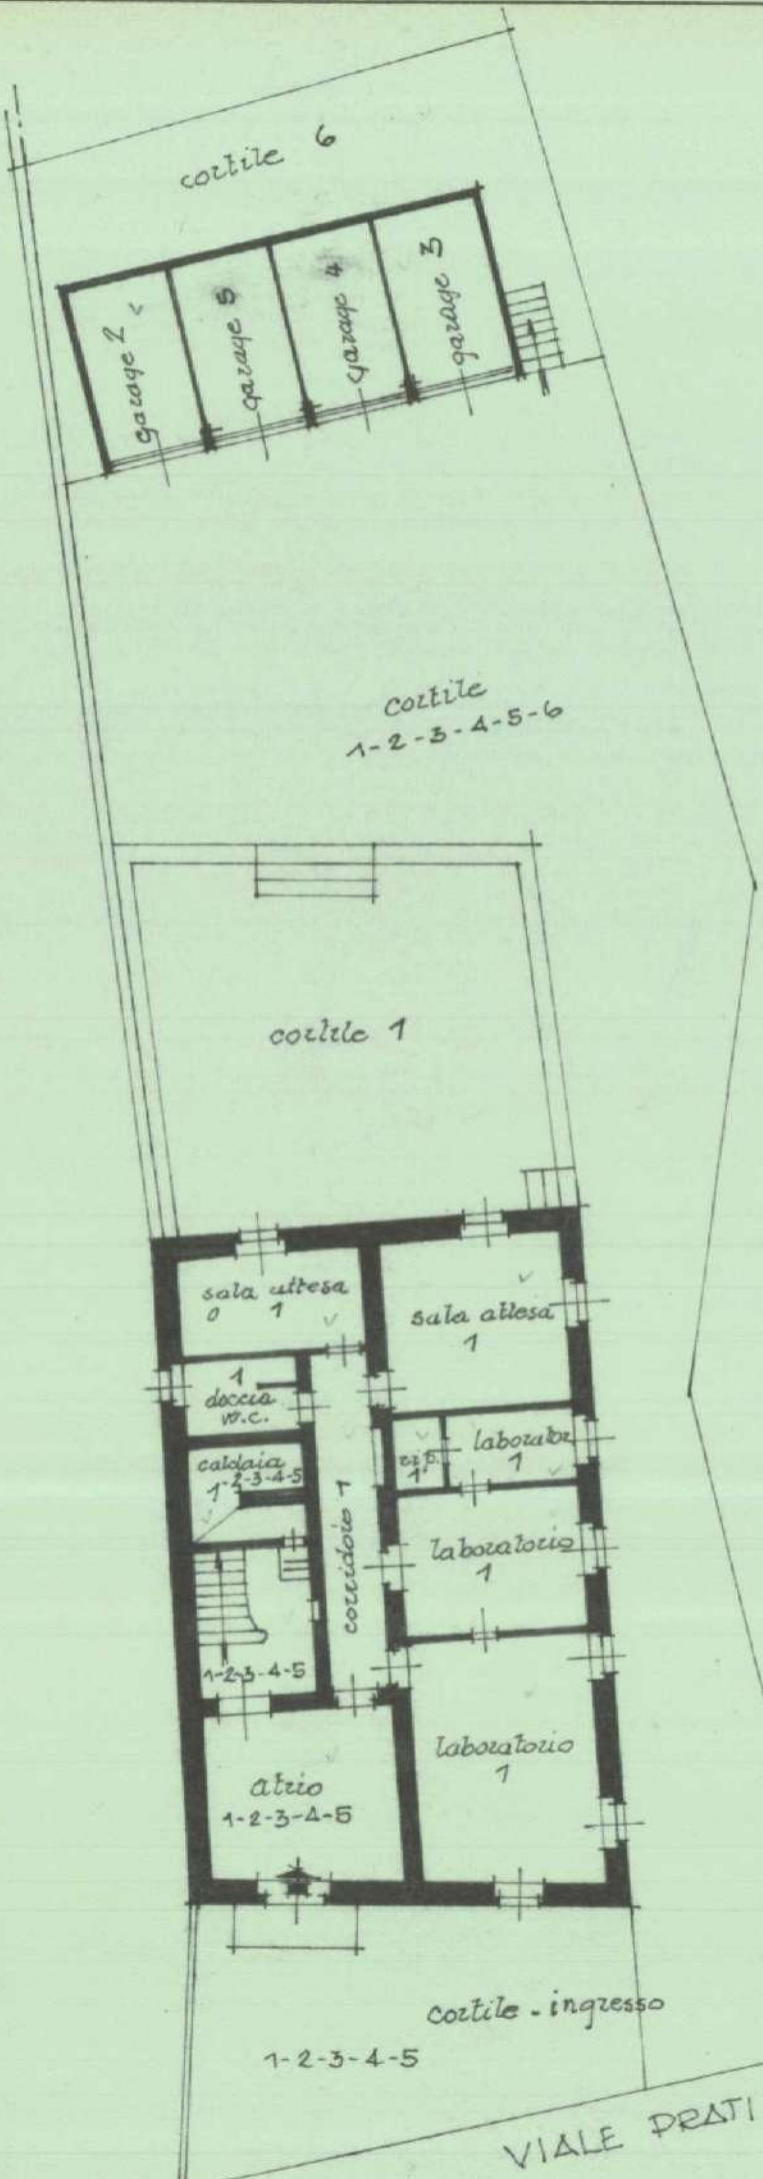 cortile 6
garage 2
garage 5
garage 4
garage 3
cortile
1-2-3-4-5-6
cortile 1
sala attesa
1
sala attesa
1
1
doccia
w.c.
rip.
1
laborator
1
caldaia
1-2-3-4-5
corridoio 1
laboratorio
1
1-2-3-4-5
laboratorio
1
atrio
1-2-3-4-5
cortile-ingresso
1-2-3-4-5
VIALE PRATI